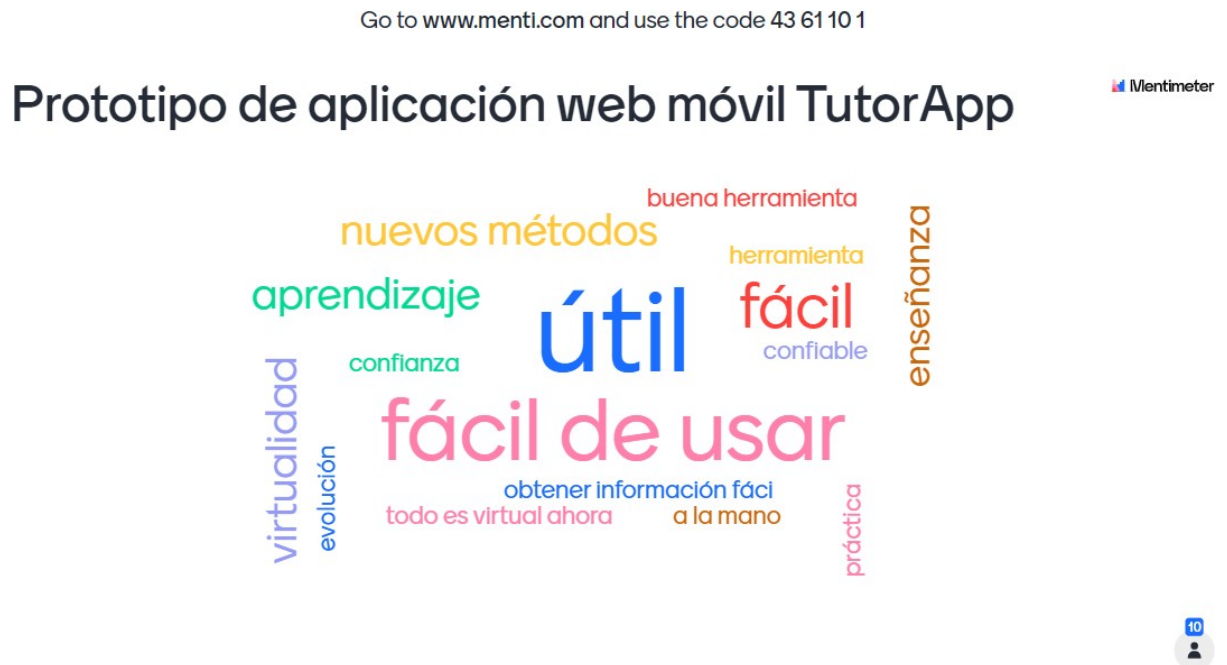 Go to www.menti.com and use the code 43 61 10 1
Mentimeter
Prototipo de aplicación web móvil TutorApp
buena herramienta
nuevos métodos
herramienta
enseñanza
aprendizaje
útil
fácil
confiable
confianza
virtualidad
fácil de usar
evolución
obtener información fáci
todo es virtual ahora
a la mano
práctica
10